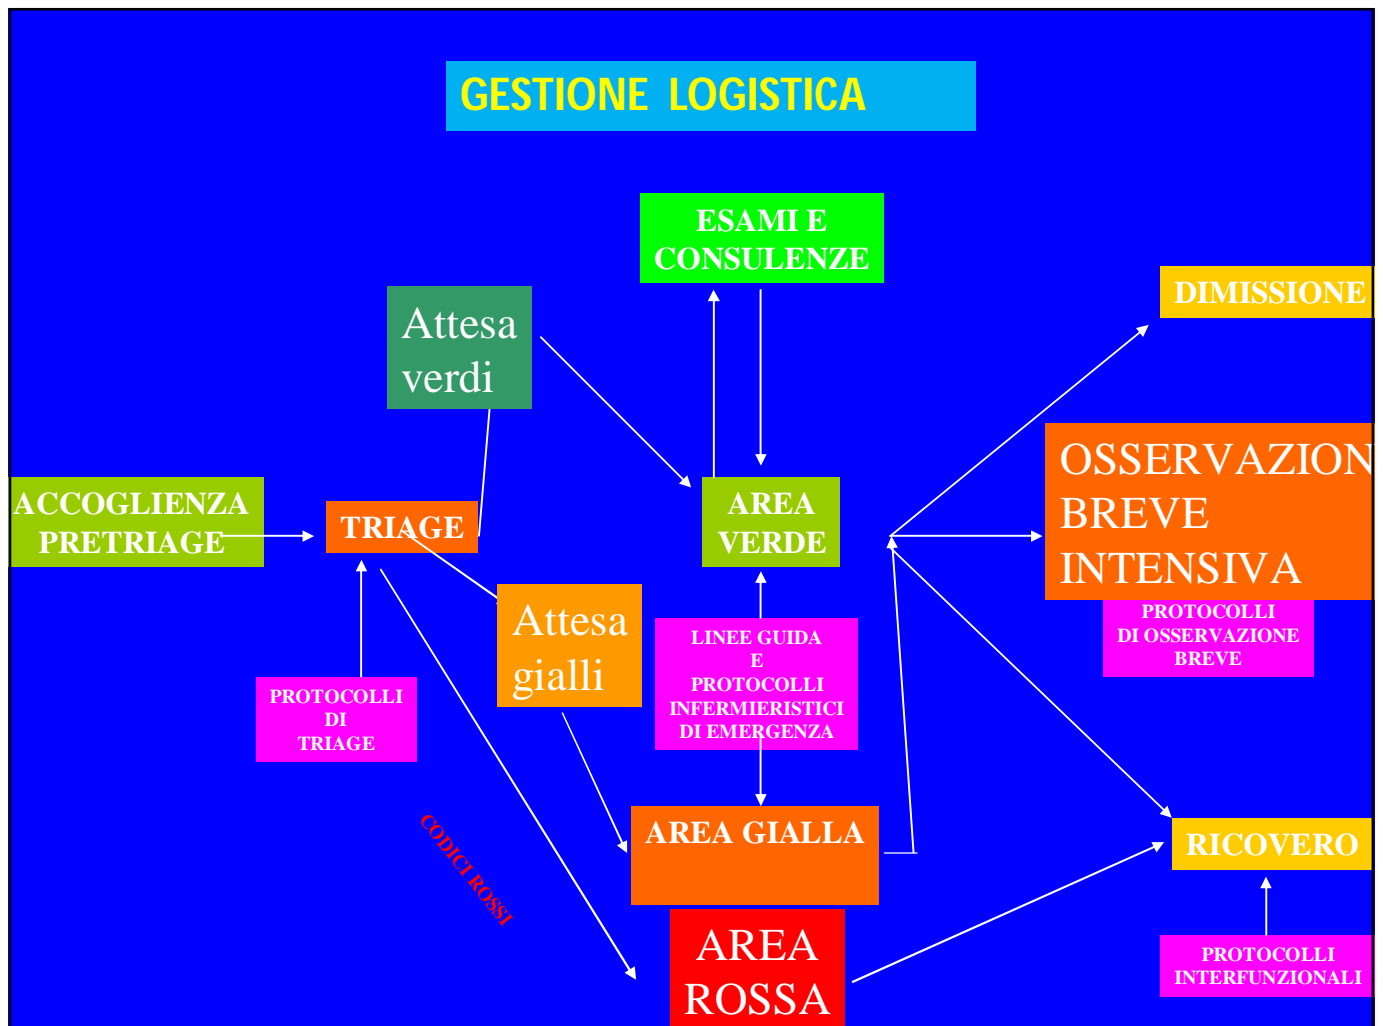 GESTIONE LOGISTICA
ESAMI E
CONSULENZE
DIMISSIONE
Attesa
verdi
OSSERVAZION
BREVE
INTENSIVA
ACCOGLIENZA
PRETRIAGE
TRIAGE
AREA
VERDE
Attesa
gialli
PROTOCOLLI
DI OSSERVAZIONE
BREVE
LINEE GUIDA
E
PROTOCOLLI
INFERMIERISTICI
DI EMERGENZA
PROTOCOLLI
DI
TRIAGE
CODICI ROSSI
AREA GIALLA
RICOVERO
AREA
ROSSA
PROTOCOLLI
INTERFUNZIONALI